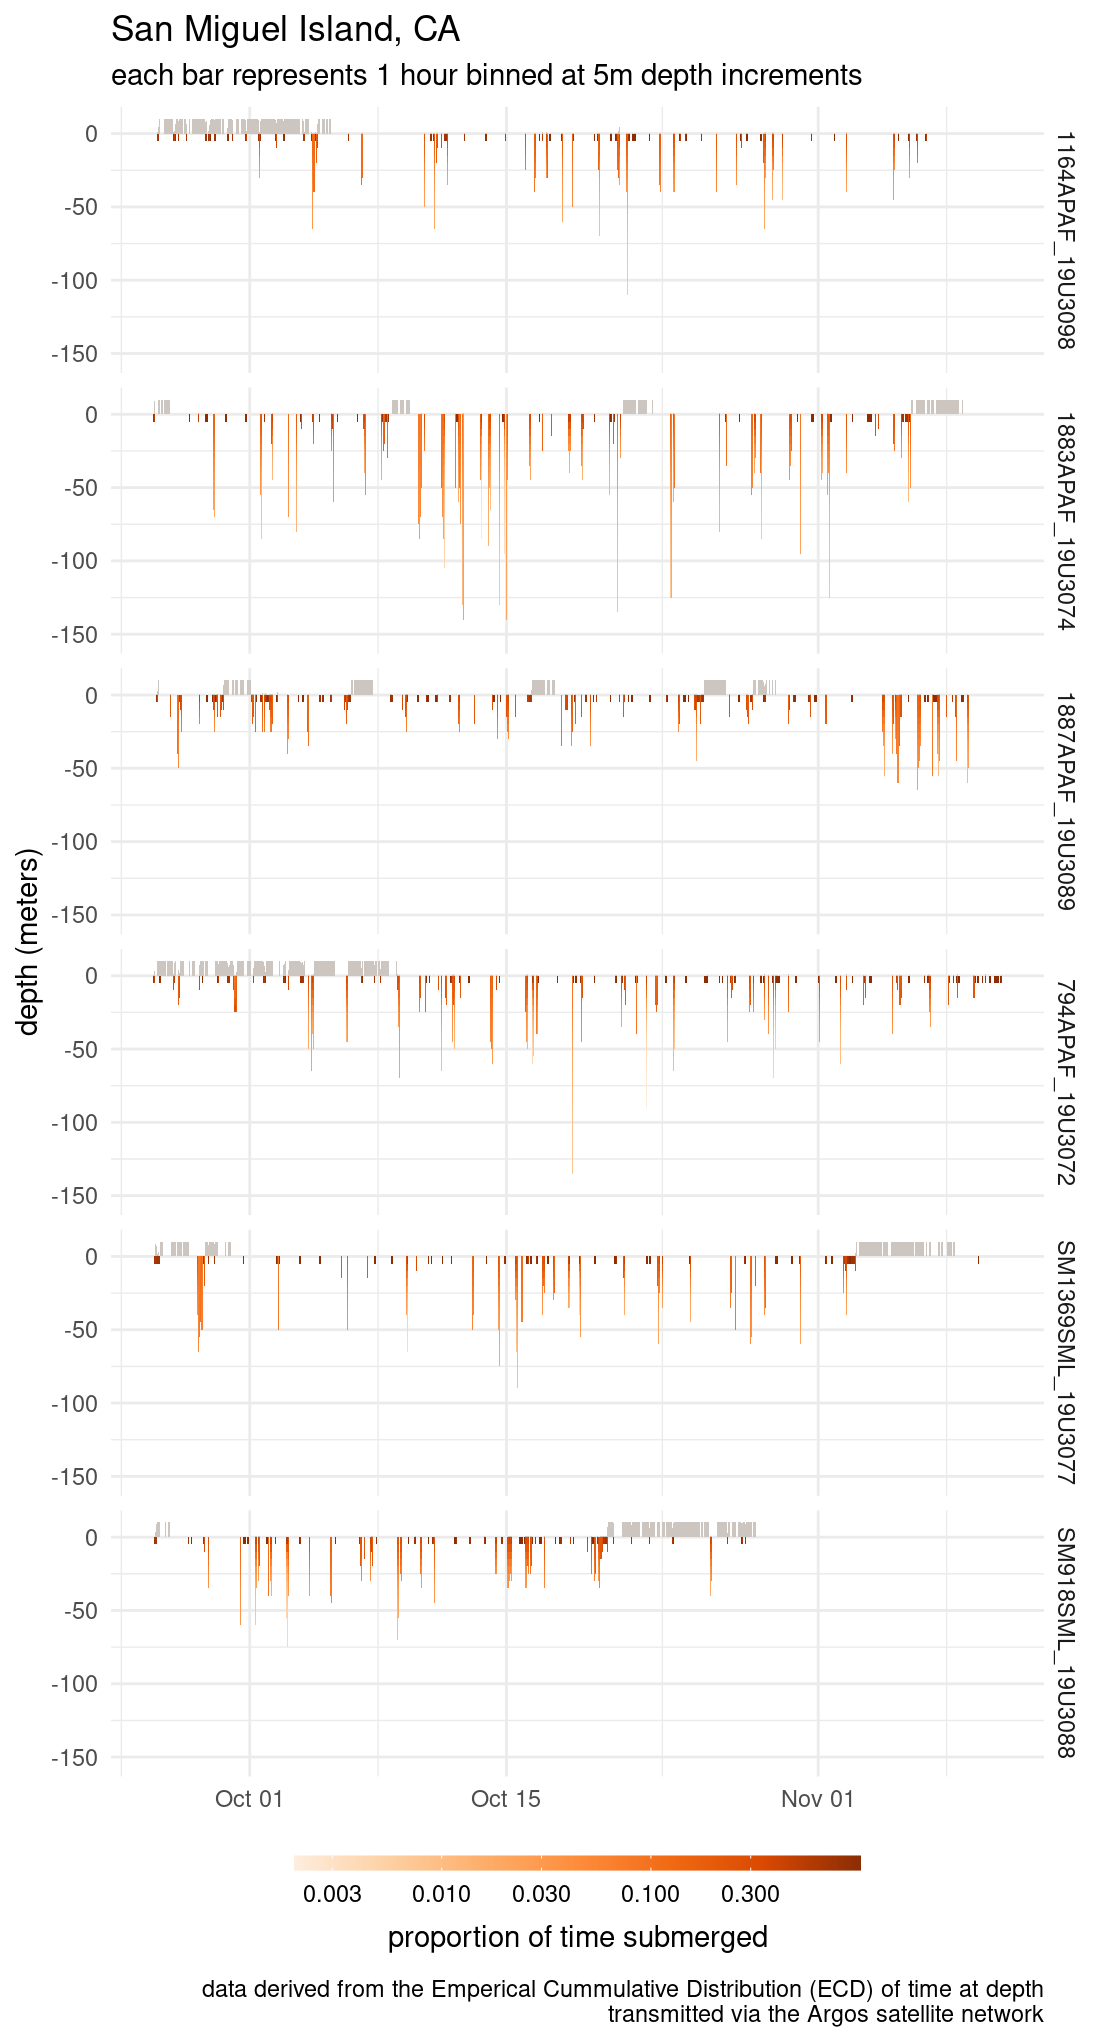 San Miguel Island, CA
each bar represents 1 hour binned at 5m depth increments
depth (meters)
0
-50
-100
-150
1164APAF_19U3098
0
-50
-100
-150
1883APAF_19U3074
0
-50
-100
-150
1887APAF_19U3089
0
-50
-100
-150
794APAF_19U3072
0
-50
-100
-150
SM1369SML_19U3077
0
-50
-100
-150
SM918SML_19U3088
Oct 01 Oct 15 Nov 01
0.003 0.010 0.030 0.100 0.300
proportion of time submerged
data derived from the Emperical Cummulative Distribution (ECD) of time at depth
transmitted via the Argos satellite network